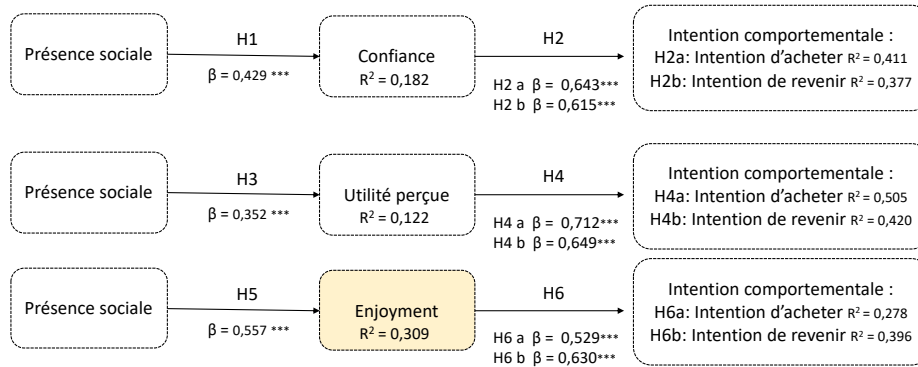 Présence sociale
H1
β = 0,429 ***
Confiance
R² = 0,182
H2
H2 a β = 0,643***
H2 b β = 0,615***
Intention comportementale :
H2a: Intention d’acheter R² = 0,411
H2b: Intention de revenir R² = 0,377
Présence sociale
H3
β = 0,352 ***
Utilité perçue
R² = 0,122
H4
H4 a β = 0,712***
H4 b β = 0,649***
Intention comportementale :
H4a: Intention d’acheter R² = 0,505
H4b: Intention de revenir R² = 0,420
Présence sociale
H5
β = 0,557 ***
Enjoyment
R² = 0,309
H6
H6 a β = 0,529***
H6 b β = 0,630***
Intention comportementale :
H6a: Intention d’acheter R² = 0,278
H6b: Intention de revenir R² = 0,396